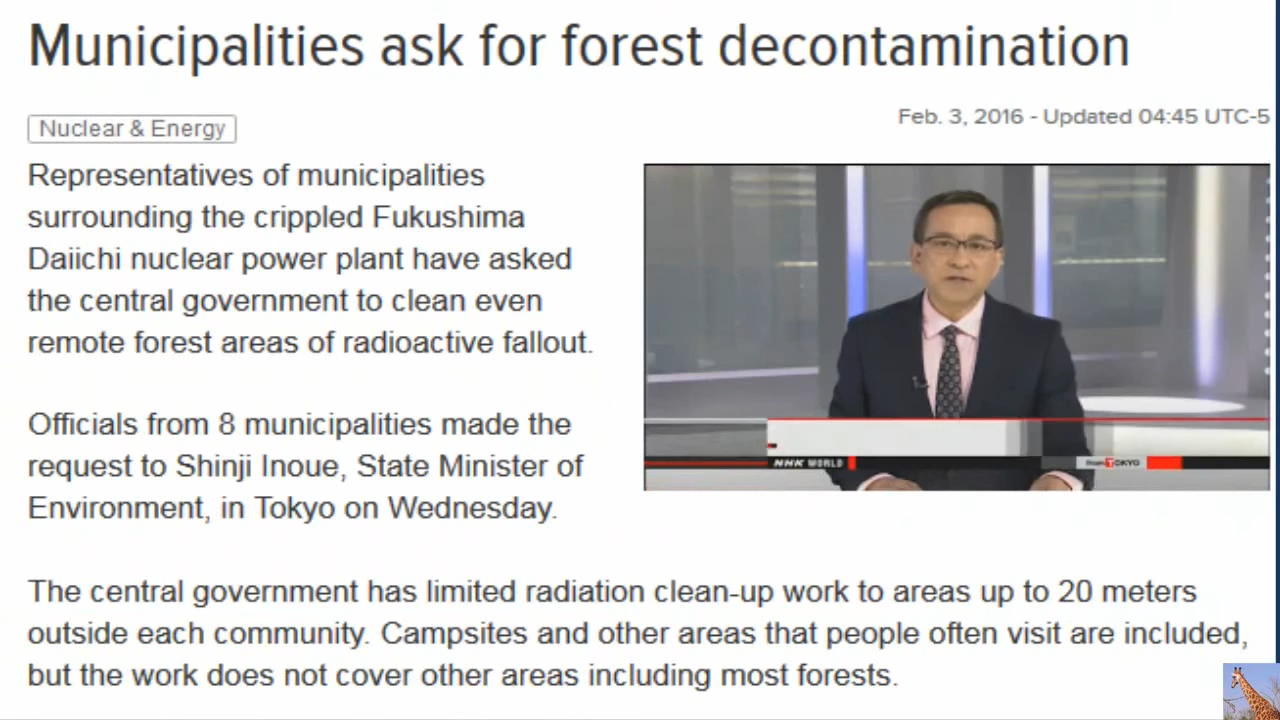 Municipalities ask for forest decontamination
Nuclear & Energy
Feb. 3, 2016 - Updated 04:45 UTC-5
Representatives of municipalities
surrounding the crippled Fukushima
Daiichi nuclear power plant have asked
the central government to clean even
remote forest areas of radioactive fallout.
Officials from 8 municipalities made the
request to Shinji Inoue, State Minister of
Environment, in Tokyo on Wednesday.
NHK WORLD
from TOKYO
The central government has limited radiation clean-up work to areas up to 20 meters
outside each community. Campsites and other areas that people often visit are included,
but the work does not cover other areas including most forests.